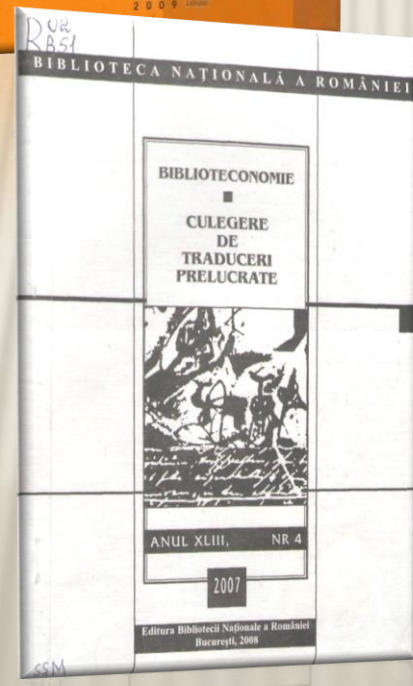 2009
BIBLIOTECA NAȚIONALĂ A ROMÂNIEI
BIBLIOTECONOMIE
CULEGERE
DE
TRADUCERI
PRELUCRATE
ANUL XLIII, NR 4
2007
Editura Bibliotecii Naționale a României
București, 2008
SSM